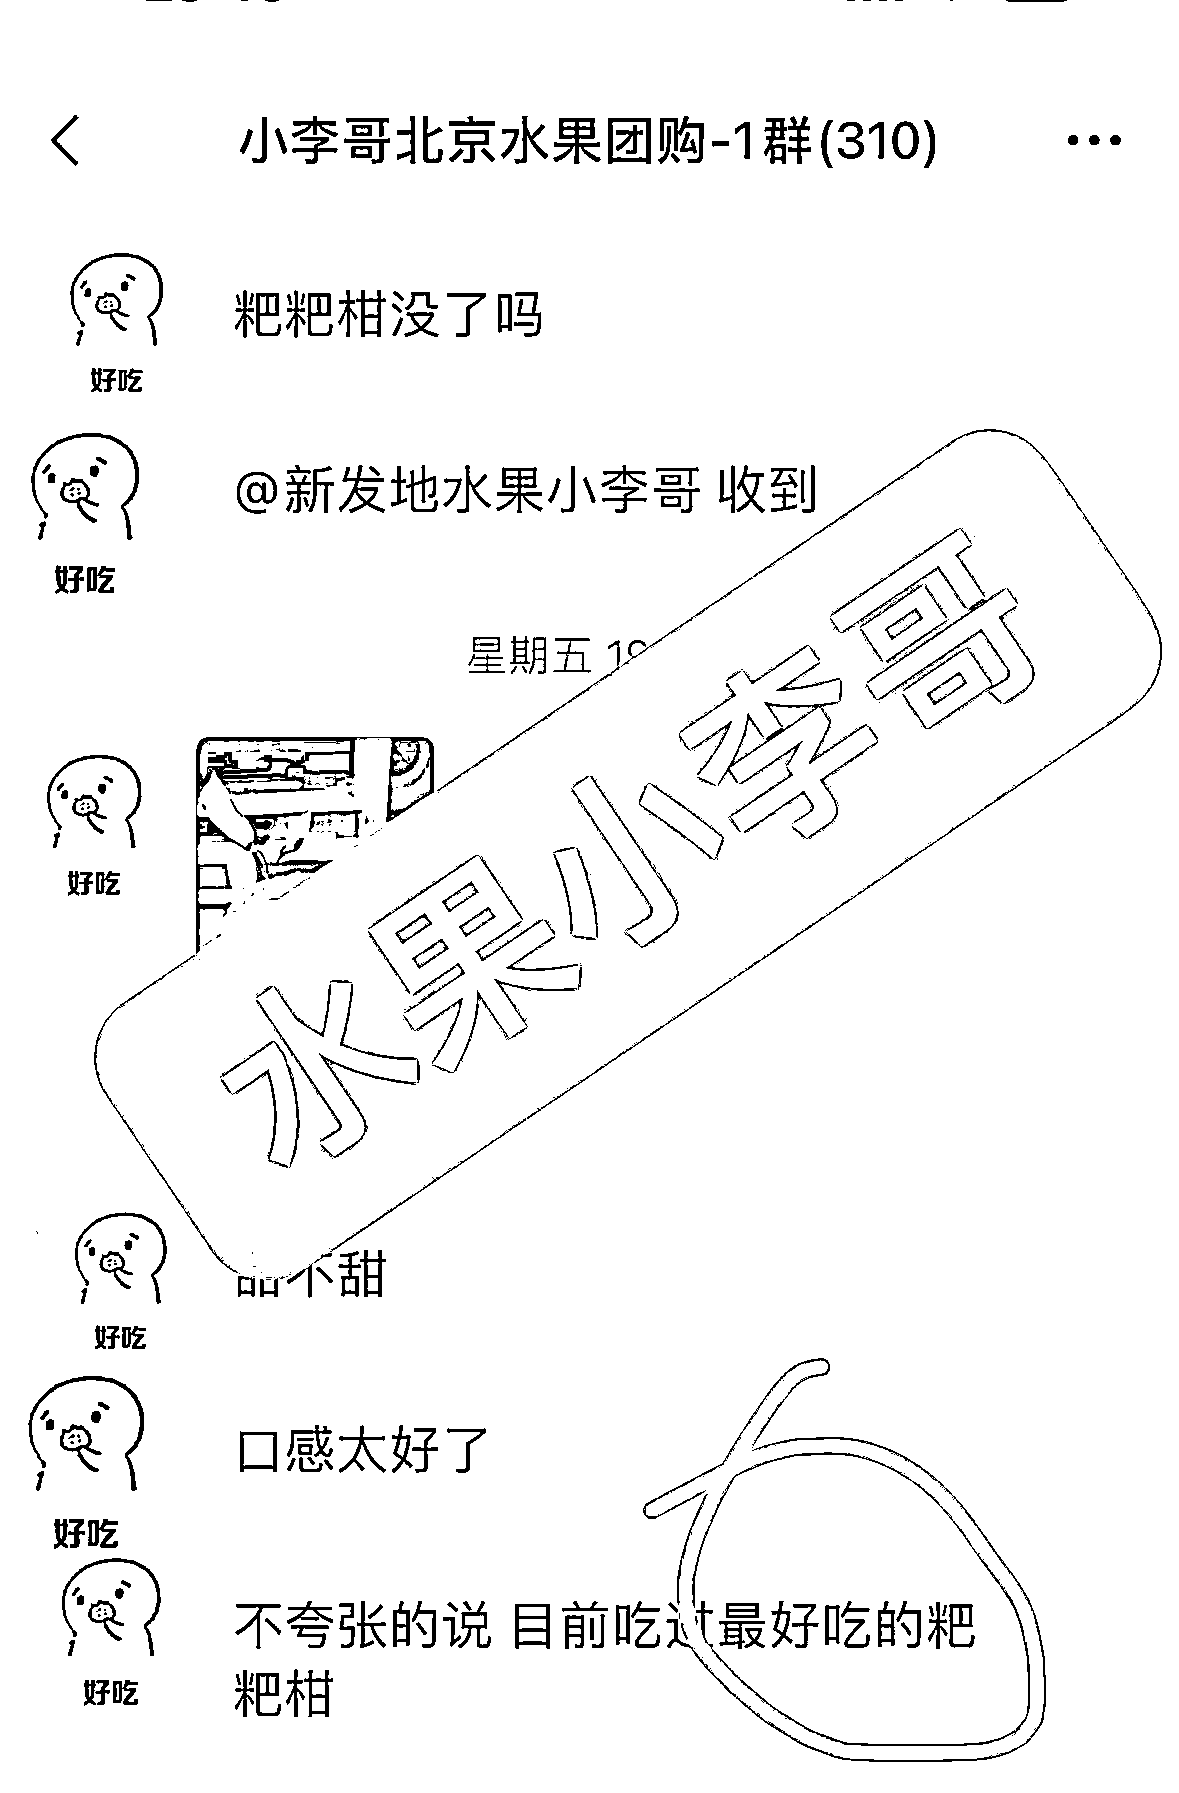 小李哥北京水果团购-1群(310)
粑粑柑没了吗
好吃
@新发地水果小李哥 收到
好吃
星期五
水果小李哥
好吃
不甜
好吃
口感太好了
好吃
不夸张的说 目前吃过最好吃的粑
粑柑
好吃